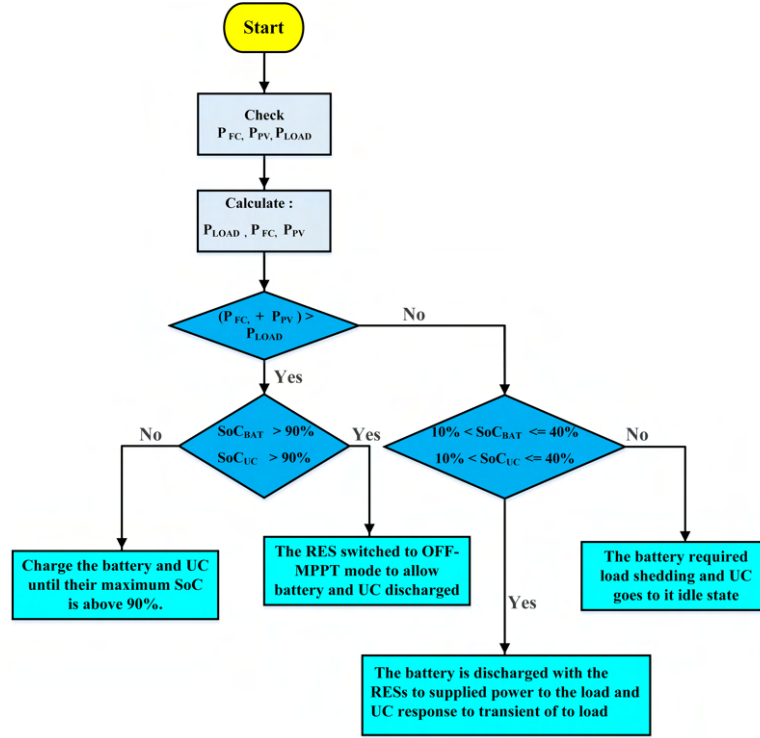 Start
Check
P FC, P PV, P LOAD
Calculate :
P LOAD , P FC, P PV
(P FC, + P PV ) >
P LOAD
No
Yes
SoC BAT > 90%
SoC UC > 90%
No
Yes
10% < SoC BAT <= 40%
10% < SoC UC <= 40%
No
Yes
Charge the battery and UC
until their maximum SoC
is above 90%.
The RES switched to OFF-
MPPT mode to allow
battery and UC discharged
The battery required
load shedding and UC
goes to it idle state
The battery is discharged with the
RESs to supplied power to the load and
UC response to transient of to load